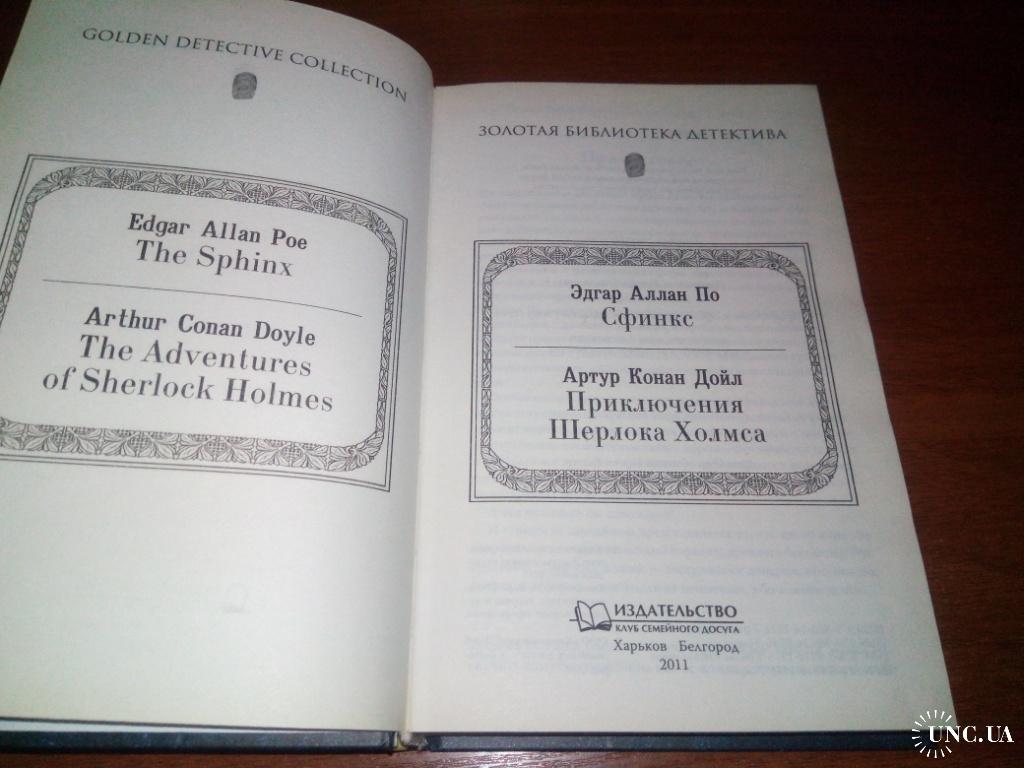 GOLDEN DETECTIVE COLLECTION
Edgar Allan Poe
The Sphinx
Arthur Conan Doyle
The Adventures
of Sherlock Holmes
ЗОЛОТАЯ БИБЛИОТЕКА ДЕТЕКТИВА
Эдгар Аллан По
Сфинкс
Артур Конан Дойл
Приключения
Шерлока Холмса
ИЗДАТЕЛЬСТВО
КЛУБ СЕМЕЙНОГО ДОСУГА
Харьков Белгород
2011
UNC.UA